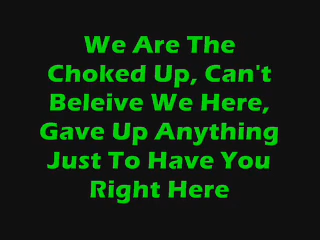 We Are The
Choked Up, Can't
Beleive We Here,
Gave Up Anything
Just To Have You
Right Here